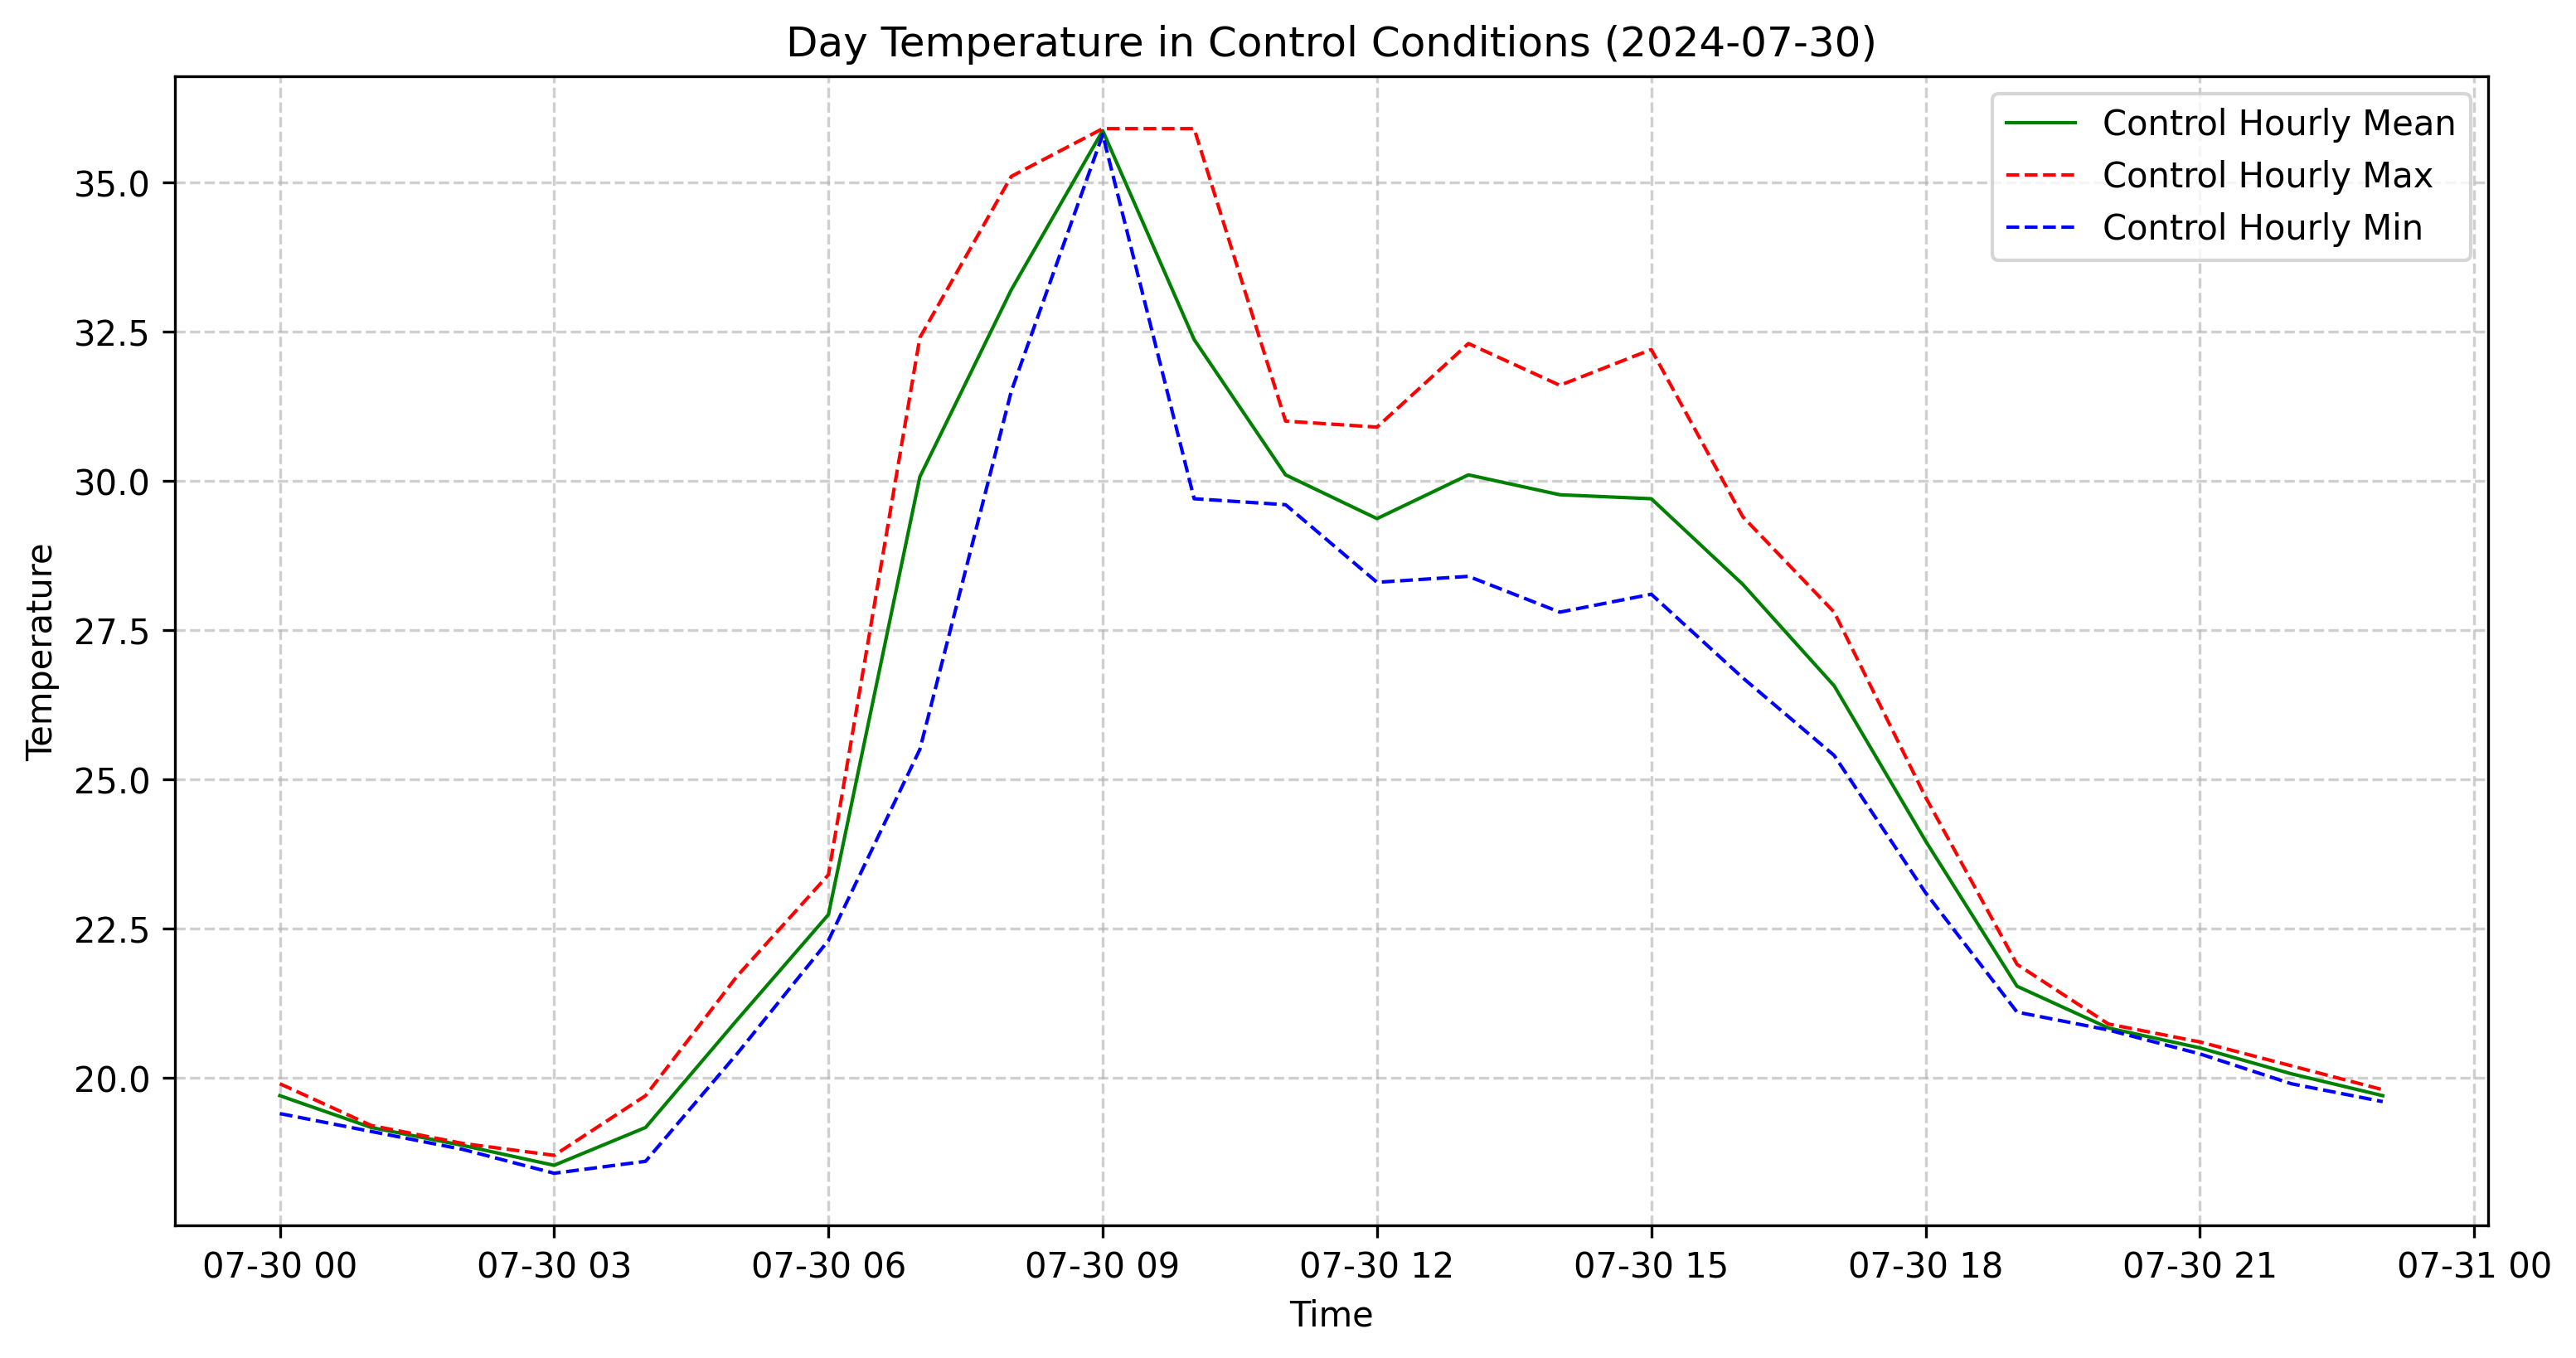 Day Temperature in Control Conditions (2024-07-30)
Control Hourly Mean
Control Hourly Max
Control Hourly Min
35.0
32.5
30.0
27.5
25.0
22.5
20.0
Temperature
07-30 00 07-30 03 07-30 06 07-30 09 07-30 12 07-30 15 07-30 18 07-30 21 07-31 00
Time